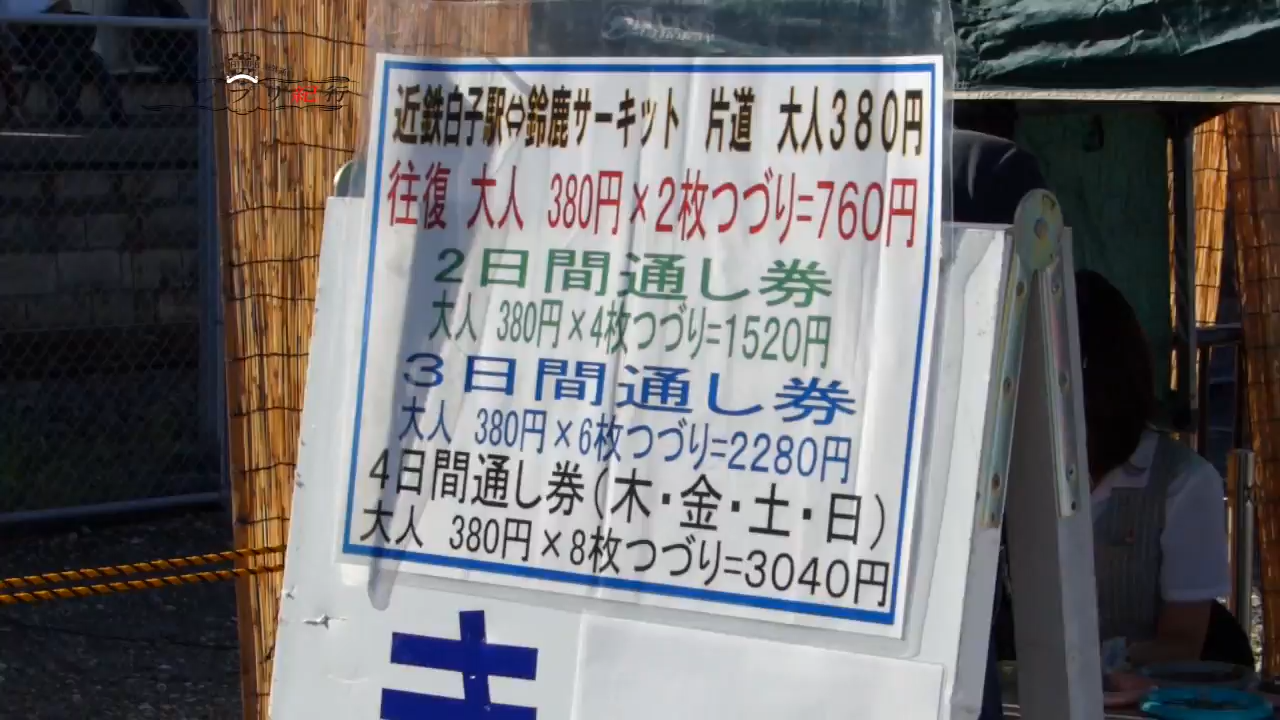 近鉄白子駅⇔鈴鹿サーキット 片道 大人380円
往復 大人 380円×2枚つづり=760円
2日間通し券
大人 380円×4枚つづり=1520円
3日間通し券
大人 380円×6枚つづり=2280円
4日間通し券(木・金・土・日)
大人 380円×8枚つづり=3040円